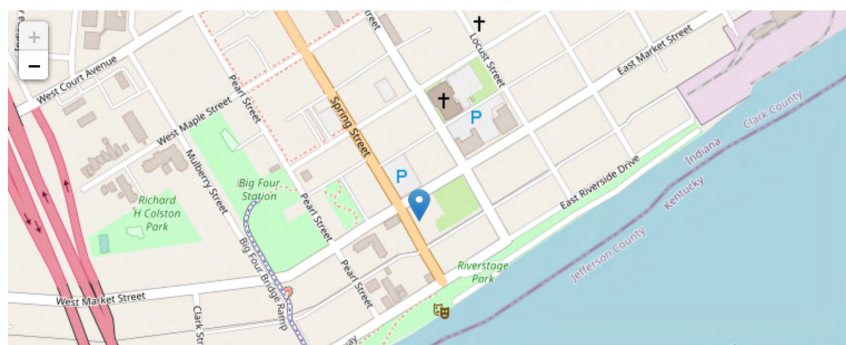 +
−
West Court Avenue
Pearl Street
Locust Street
East Market Street
West Maple Street
Spring Street
P
Clark County
Mulberry Street
Indiana
Kentucky
P
Big Four
Station
East Riverside Drive
Richard
H Colston
Park
Pearl Street
Jefferson County
Big Four Bridge Ramp
Pearl Street
Riverstage
Park
West Market Street
Clark Str